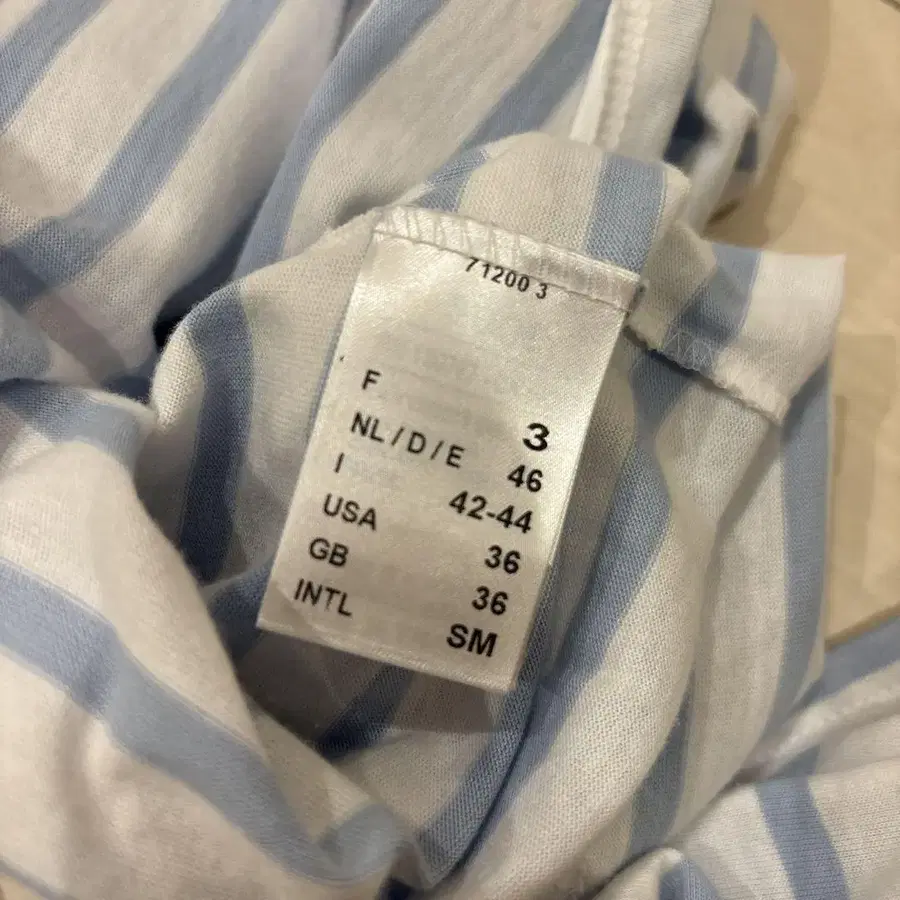 71200 3
F 3
NL / D / E 46
I 42-44
USA 36
GB 36
INTL SM